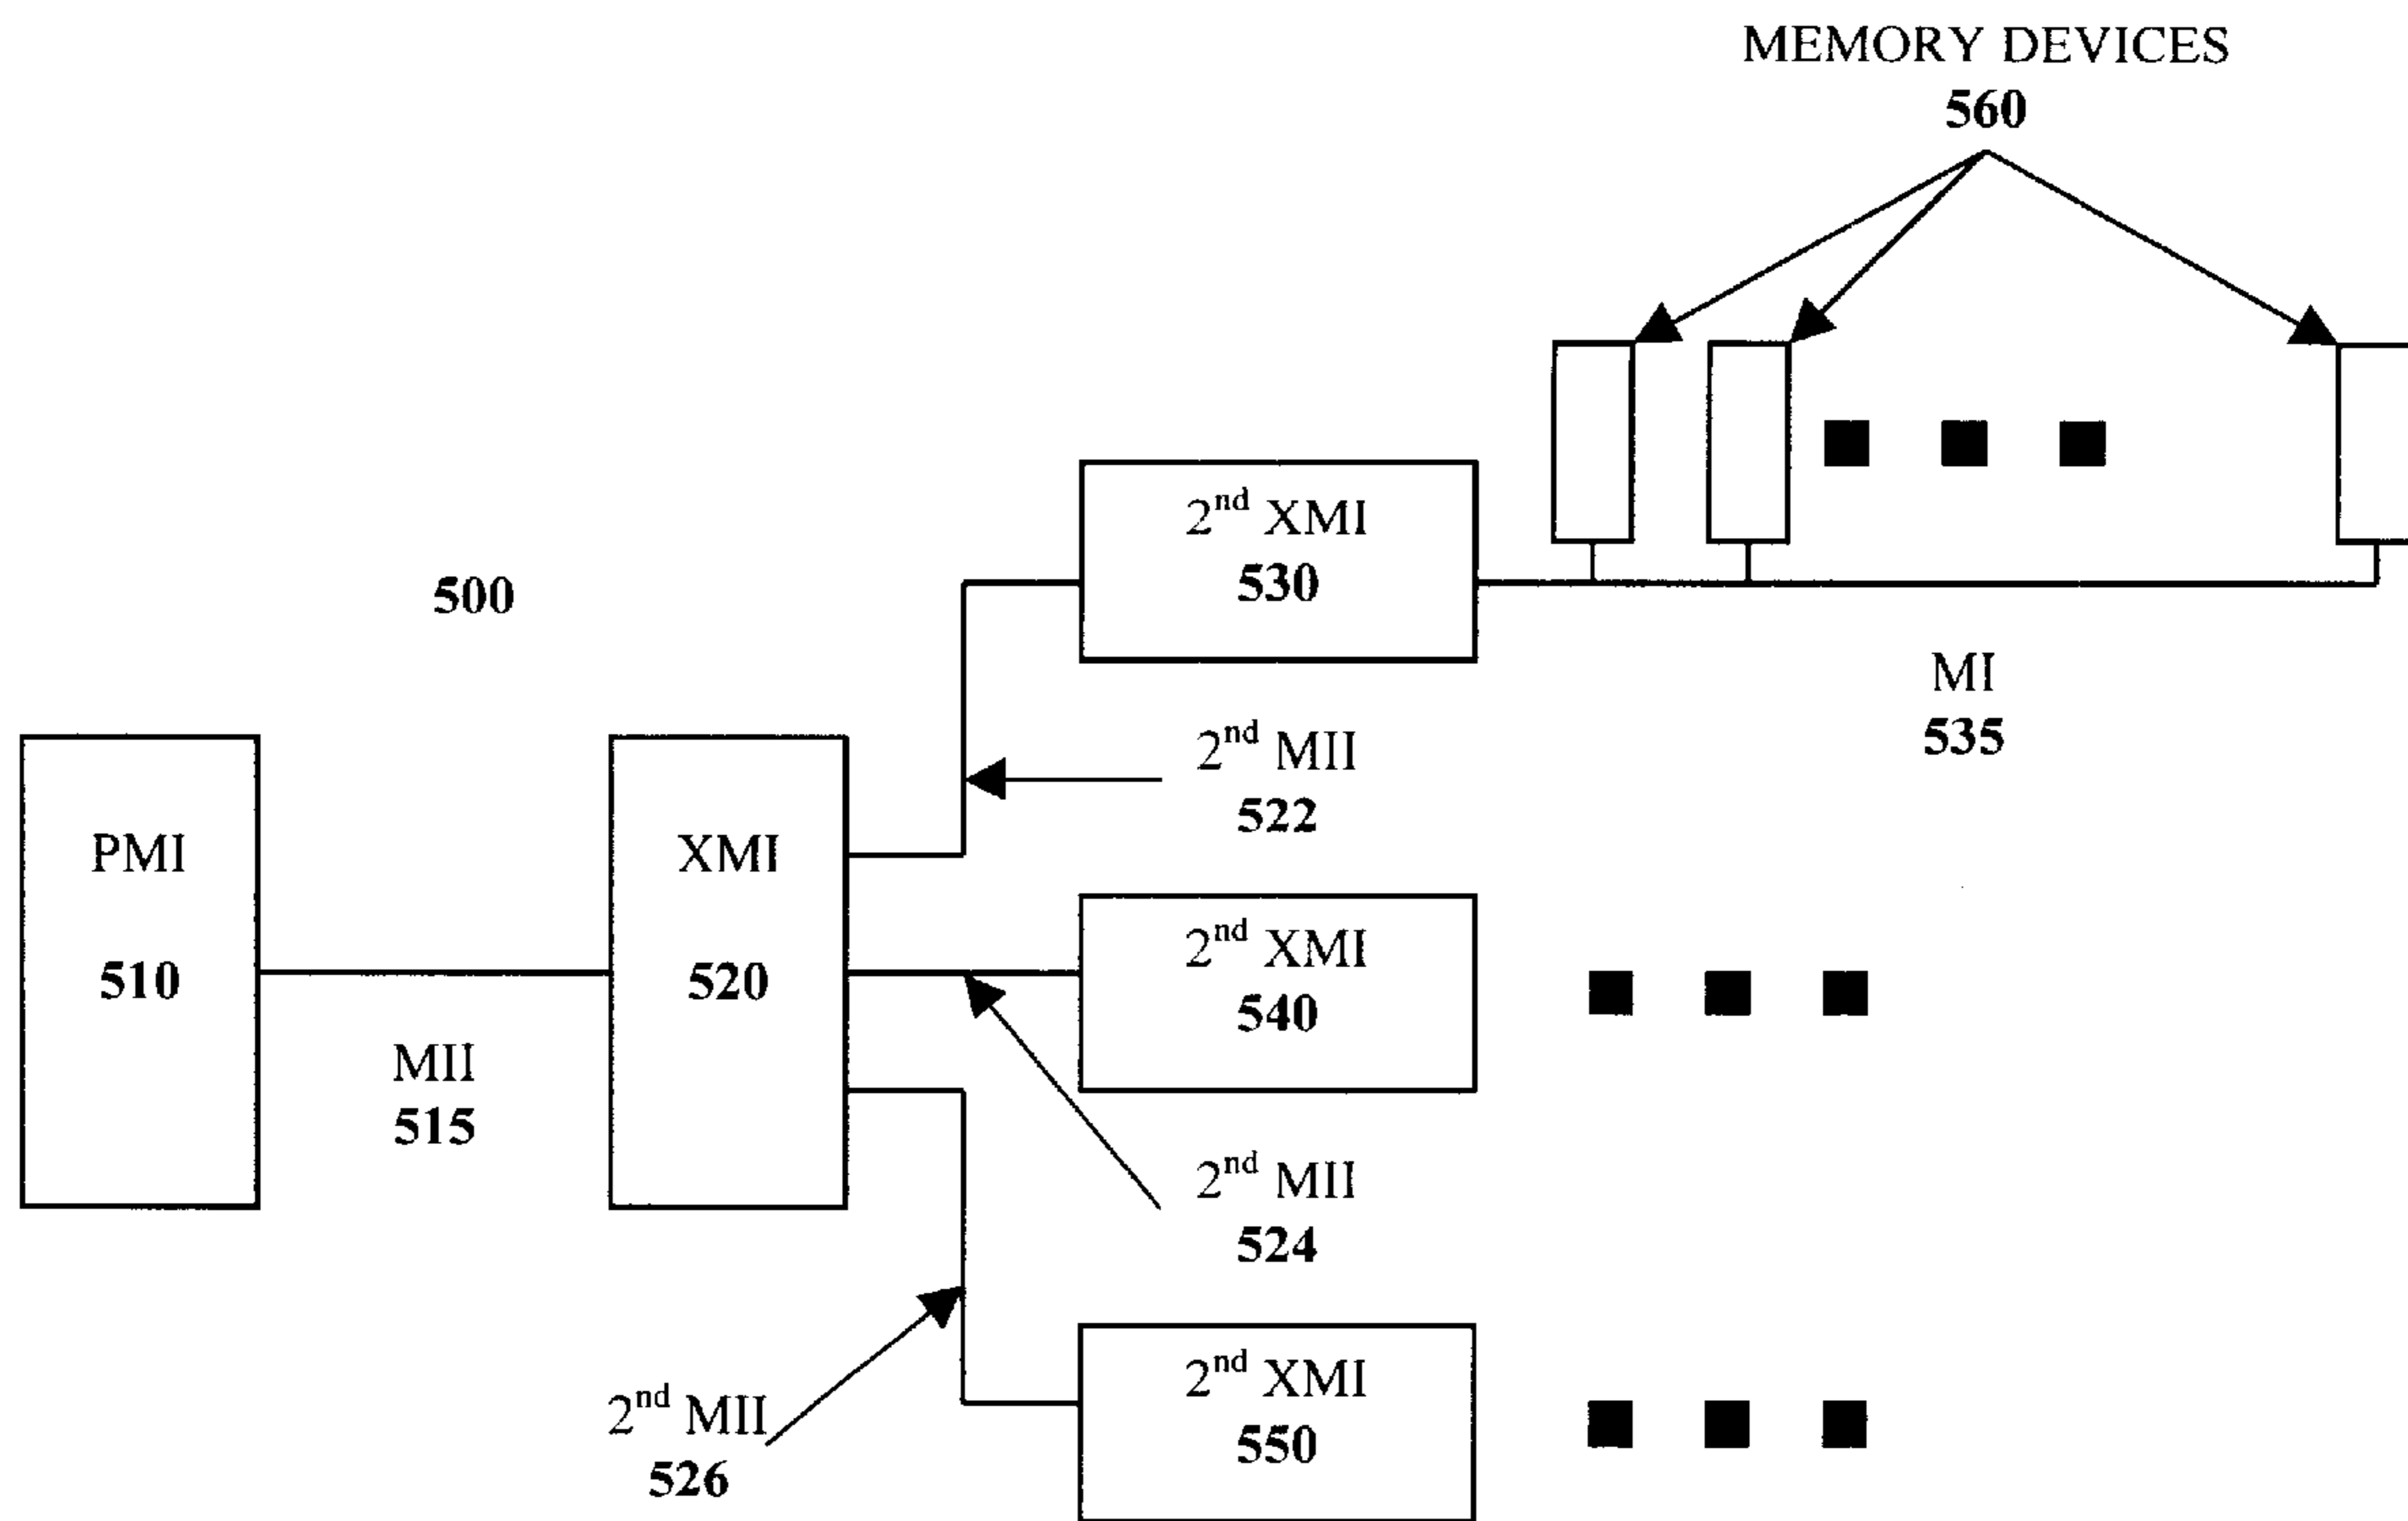 MEMORY DEVICES
560
2nd XMI
530
500
MI
535
2nd MII
522
PMI
510
XMI
520
2nd XMI
540
MII
515
2nd MII
524
2nd XMI
550
2nd MII
526